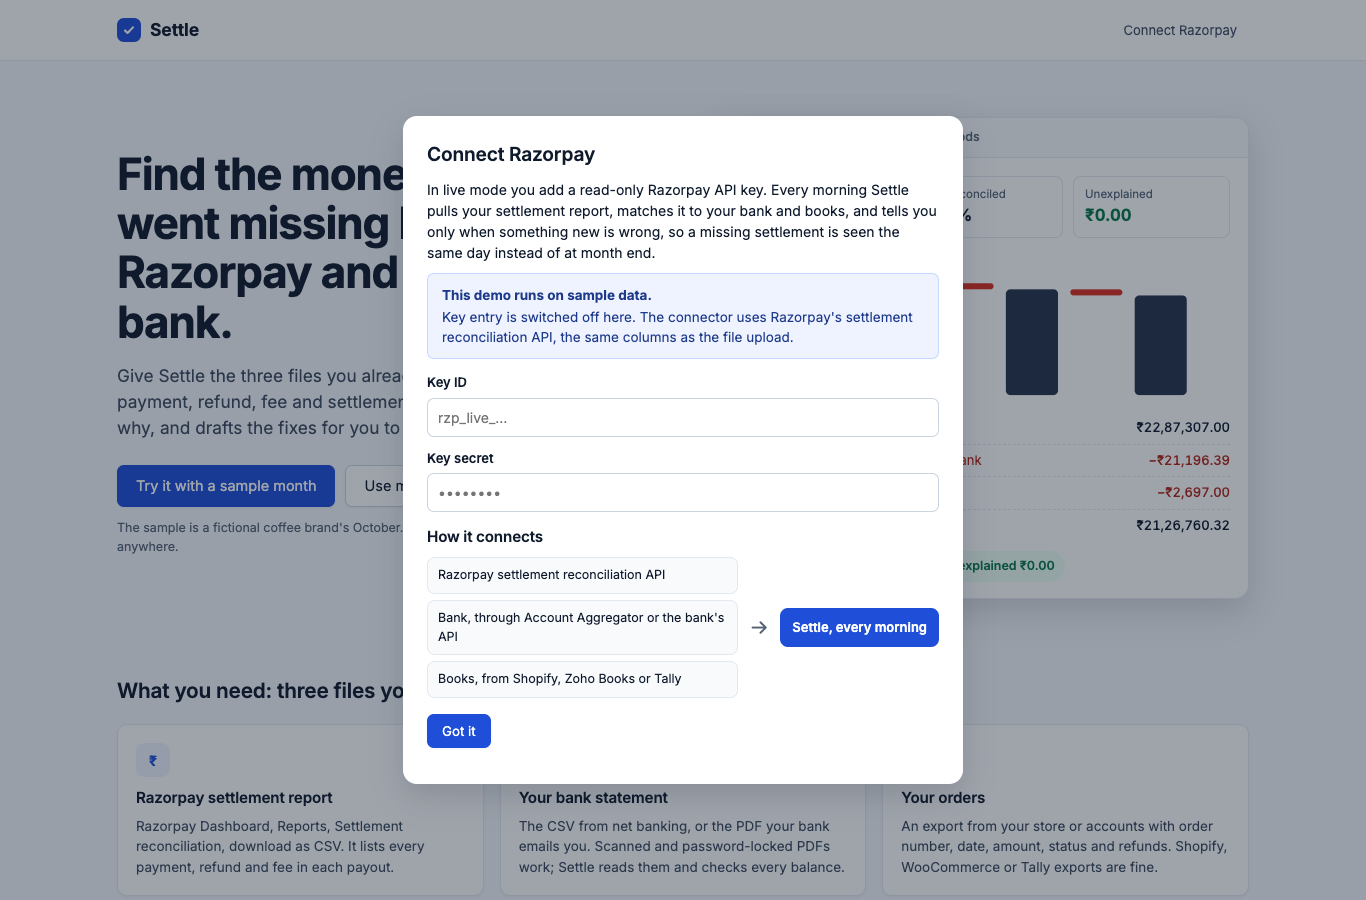 Settle
Connect Razorpay
Find the mone
went missing
Razorpay and
bank.
Give Settle the three files you
payment, refund, fee and
why, and drafts the fixes for you to
Try it with a sample month
Use
The sample is a fictional coffee brand's October.
anywhere.
Unexplained
%
₹0.00
₹22,87,307.00
−₹21,196.39
−₹2,697.00
₹21,26,760.32
explained ₹0.00
Connect Razorpay
In live mode you add a read-only Razorpay API key. Every morning Settle
pulls your settlement report, matches it to your bank and books, and tells you
only when something new is wrong, so a missing settlement is seen the
same day instead of at month end.
This demo runs on sample data.
Key entry is switched off here. The connector uses Razorpay's settlement
reconciliation API, the same columns as the file upload.
Key ID
rzp_live_...
Key secret
••••••••
How it connects
Razorpay settlement reconciliation API
Bank, through Account Aggregator or the bank's
API
Books, from Shopify, Zoho Books or Tally
Settle, every morning
Got it
What you need: three files
₹
Razorpay settlement report
Razorpay Dashboard, Reports, Settlement
reconciliation, download as CSV. It lists every
payment, refund and fee in each payout.
Your bank statement
The CSV from net banking, or the PDF your bank
emails you. Scanned and password-locked PDFs
work; Settle reads them and checks every balance.
Your orders
An export from your store or accounts with order
number, date, amount, status and refunds. Shopify,
WooCommerce or Tally exports are fine.